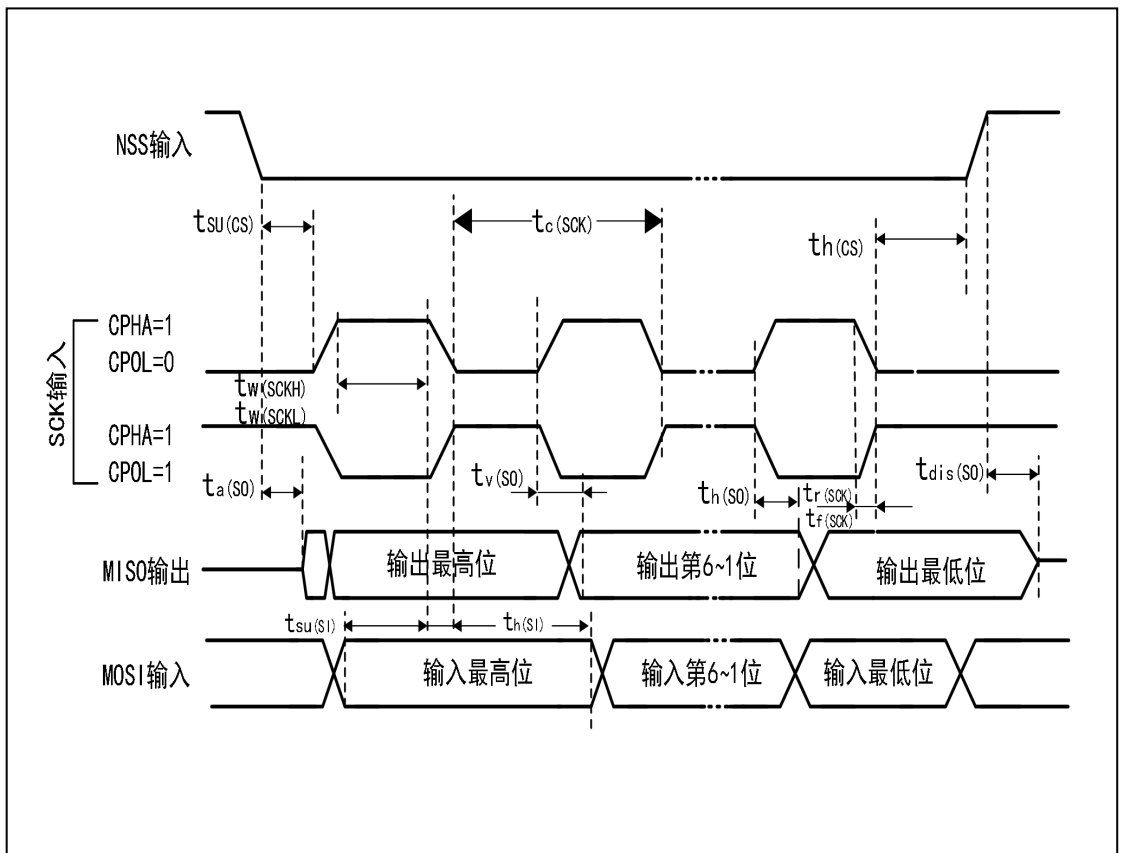 NSS输入
tSU(CS)
tc(SCK)
th(CS)
SCK输入
CPHA=1
CPOL=0
tW(SCKH)
tW(SCKL)
CPHA=1
CPOL=1
ta(SO)
tv(SO)
th(SO)
tr(SCK)
tf(SCK)
tdis(SO)
MISO输出
输出最高位
输出第6~1位
输出最低位
tsu(SI)
th(SI)
MOSI输入
输入最高位
输入第6~1位
输入最低位